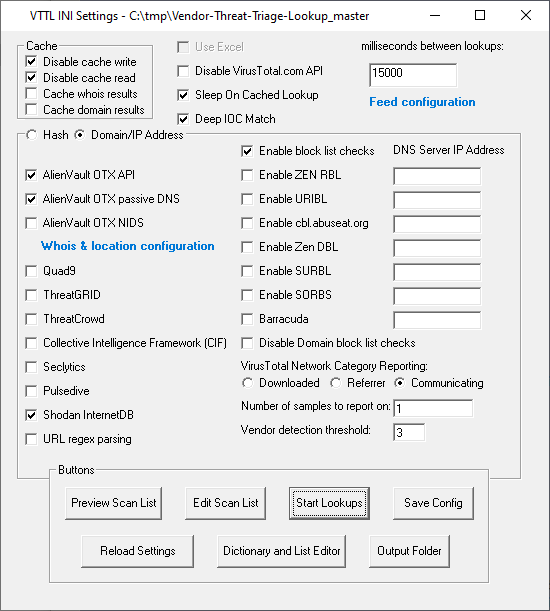 VTTL INI Settings - C:\tmp\Vendor-Threat-Triage-Lookup_master
Cache
Disable cache write
Disable cache read
Cache whois results
Cache domain results
Use Excel
Disable VirusTotal.com API
Sleep On Cached Lookup
Deep IOC Match
milliseconds between lookups:
15000
Feed configuration
Hash Domain/IP Address
AlienVault OTX API
AlienVault OTX passive DNS
AlienVault OTX NIDS
Whois & location configuration
Quad9
ThreatGRID
ThreatCrowd
Collective Intelligence Framework (CIF)
Seclytics
Pulsedive
Shodan InternetDB
URL regex parsing
Enable block list checks
DNS Server IP Address
Enable ZEN RBL
Enable URIBL
Enable cbl.abuseat.org
Enable Zen DBL
Enable SURBL
Enable SORBS
Barracuda
Disable Domain block list checks
VirusTotal Network Category Reporting:
Downloaded Referrer Communicating
Number of samples to report on: 1
Vendor detection threshold: 3
Buttons
Preview Scan List Edit Scan List Start Lookups Save Config
Reload Settings Dictionary and List Editor Output Folder